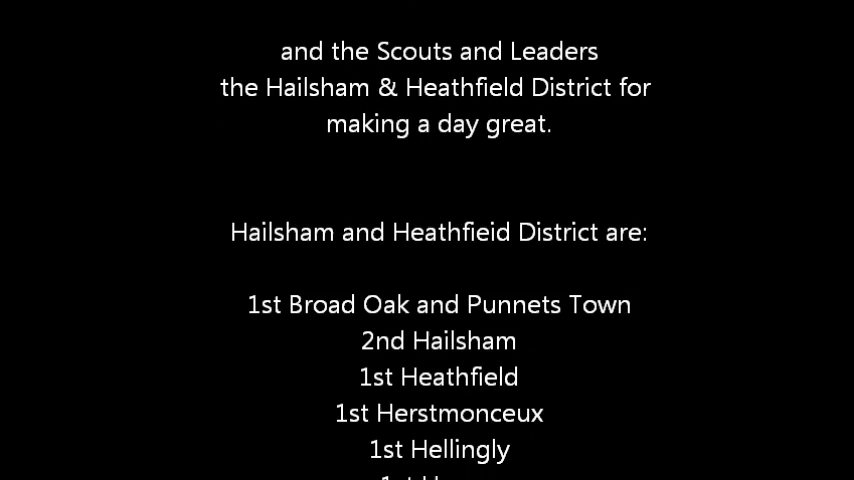 and the Scouts and Leaders
the Hailsham & Heathfield District for
making a day great.
Hailsham and Heathfieid District are:
1st Broad Oak and Punnets Town
2nd Hailsham
1st Heathfield
1st Herstmonceux
1st Hellingly
1st